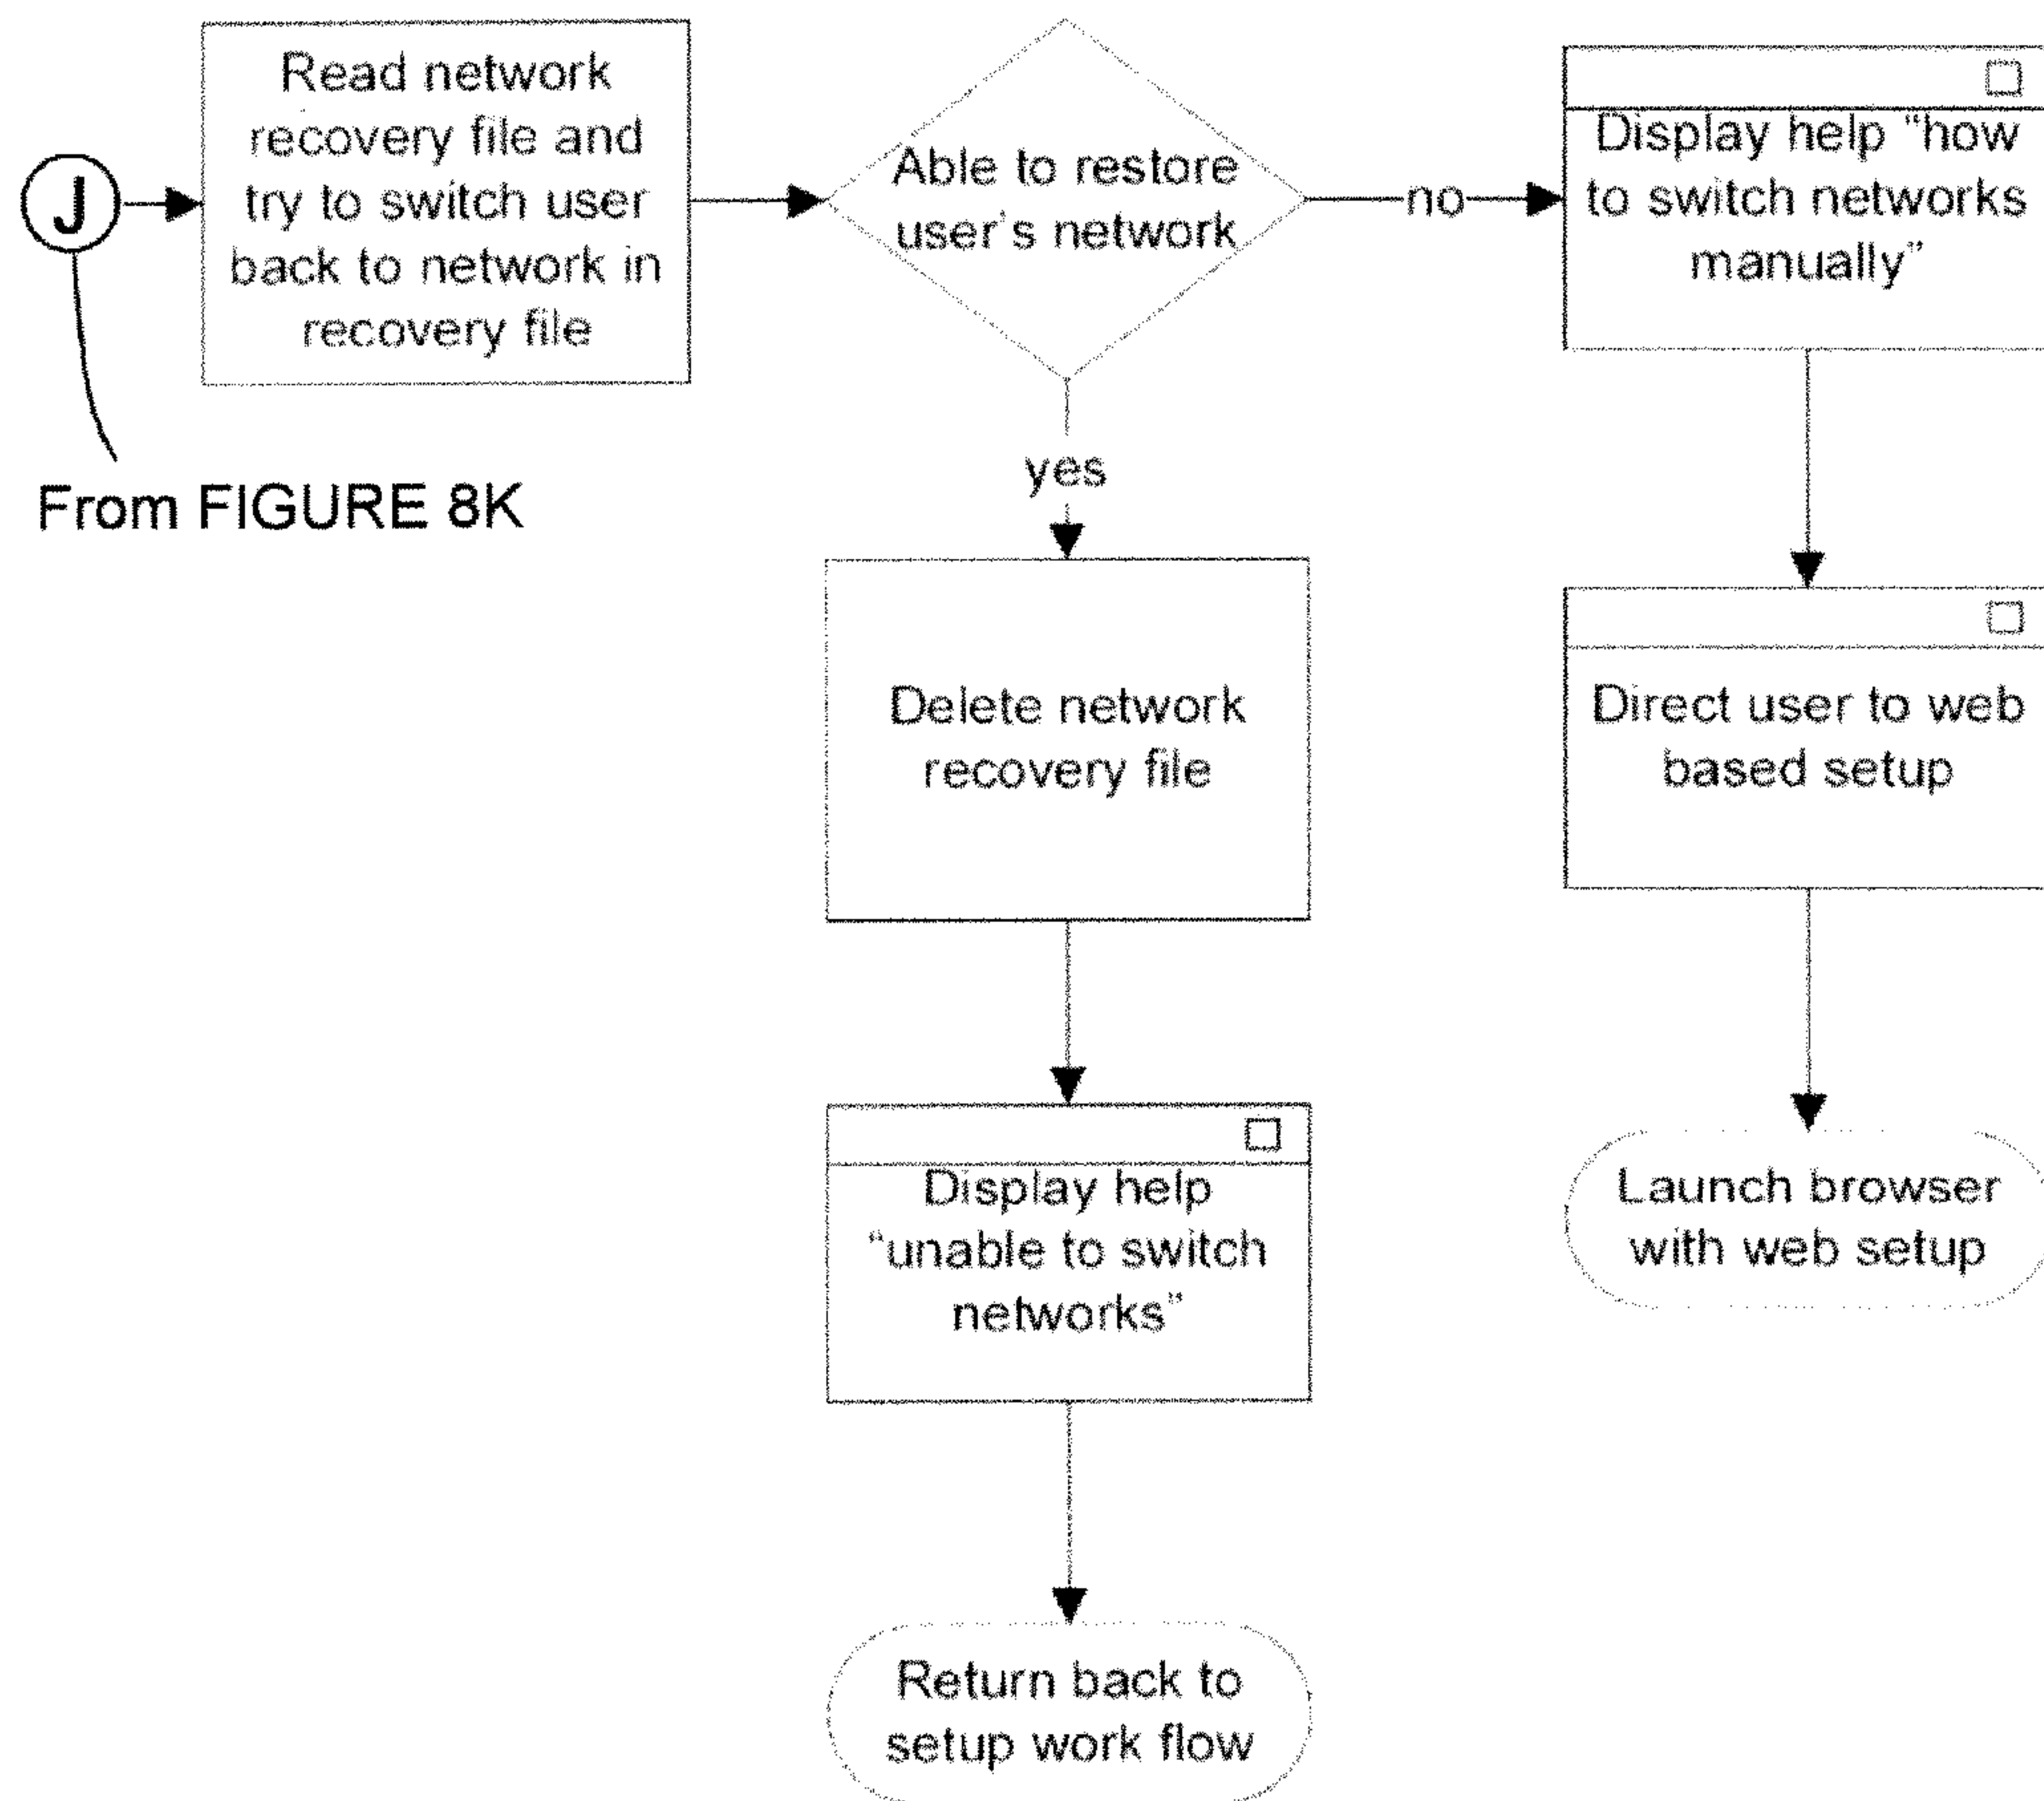 J
From FIGURE 8K
Read network
recovery file and
try to switch user
back to network in
recovery file
Able to restore
user's network
no
Display help “how
to switch networks
manually”
yes
Delete network
recovery file
Direct user to web
based setup
Display help
“unable to switch
networks”
Launch browser
with web setup
Return back to
setup work flow